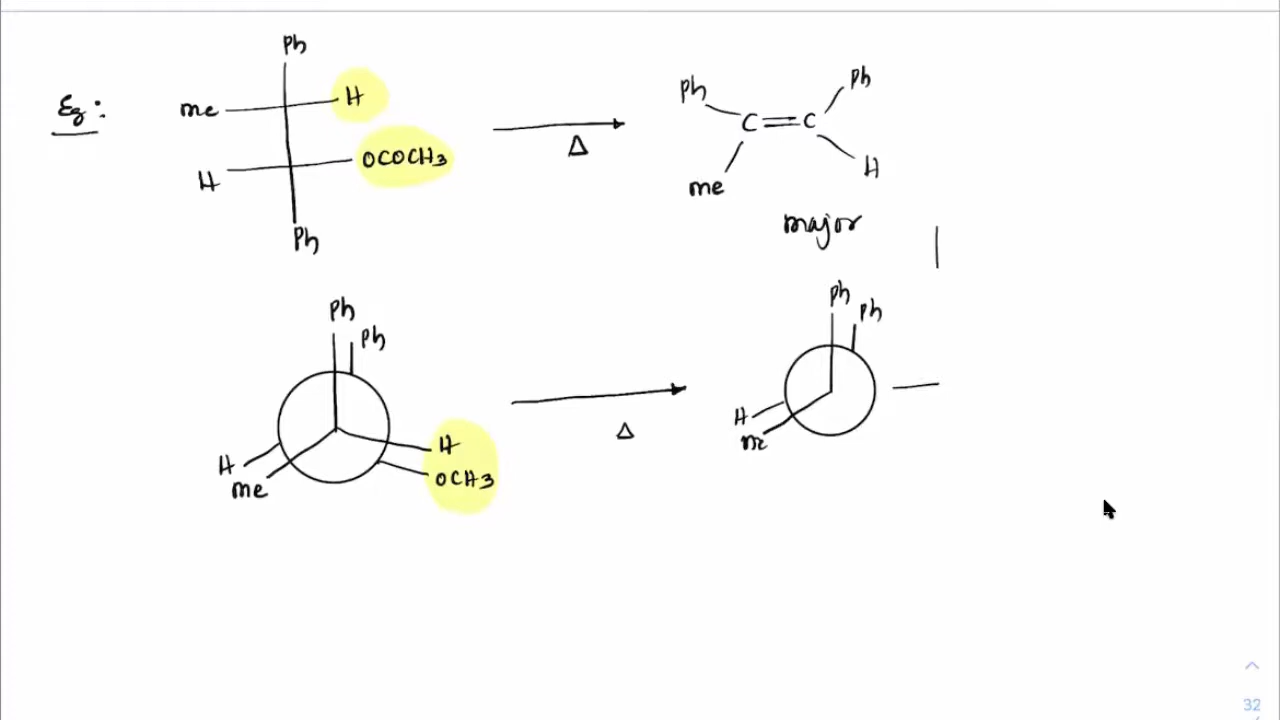 Eg:
Ph
Me H
H OCOCH3
Ph
Δ
Ph Ph
C=C
Me H
major
Ph
Ph
H H
Me OCH3
Δ
Ph
Ph
H
Me
32